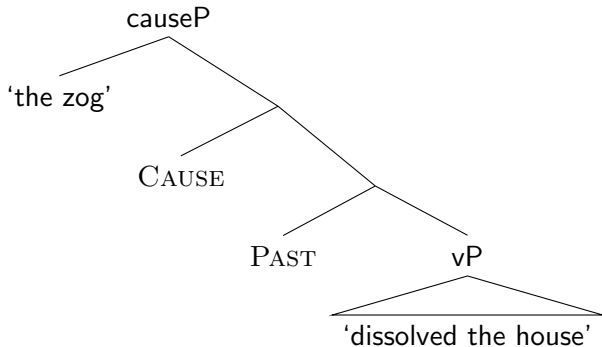 causeP
‘the zog’
CAUSE
PAST
vP
‘dissolved the house’